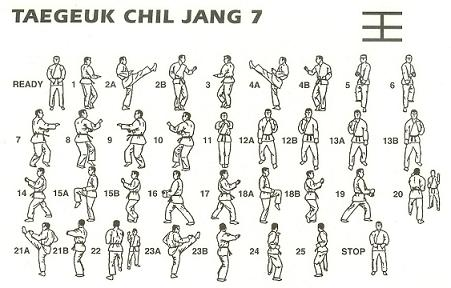 TAEGEUK CHIL JANG 7
READY 1 2A 2B 3 4A 4B 5 6
7 8 9 10 11 12A 12B 13A 13B
14 15A 15B 16 17 18A 18B 19 20
21A 21B 22 23A 23B 24 25 STOP